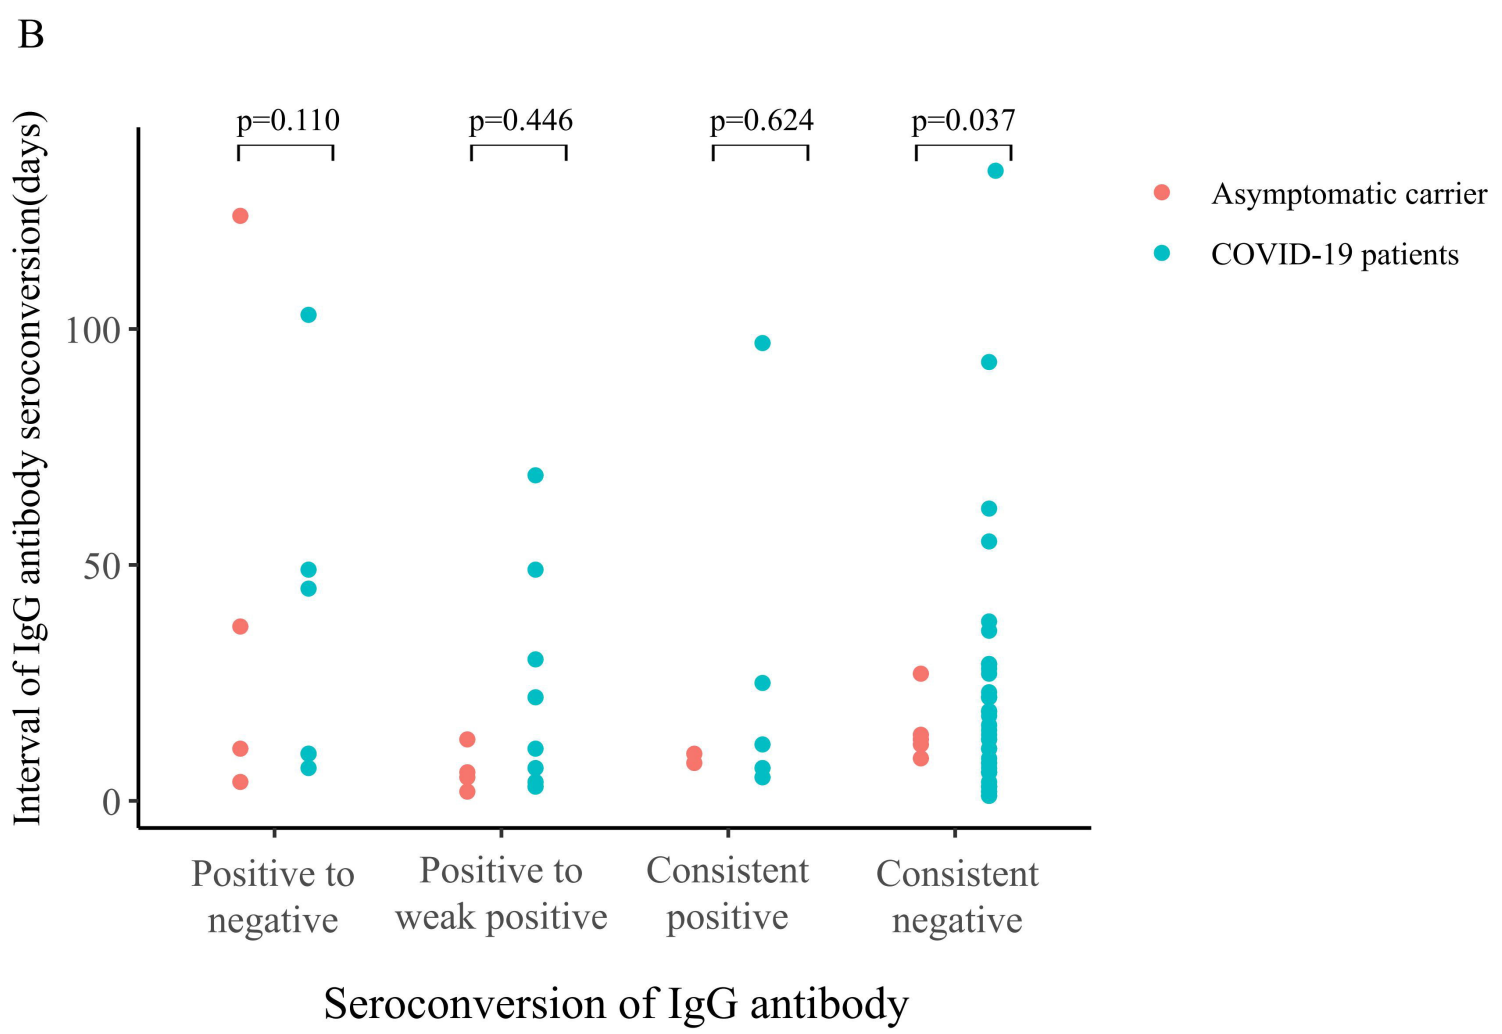 B
Interval of IgG antibody seroconversion(days)
p=0.110
p=0.446
p=0.624
p=0.037
Asymptomatic carrier
COVID-19 patients
100
50
0
Positive to
negative
Positive to
weak positive
Consistent
positive
Consistent
negative
Seroconversion of IgG antibody